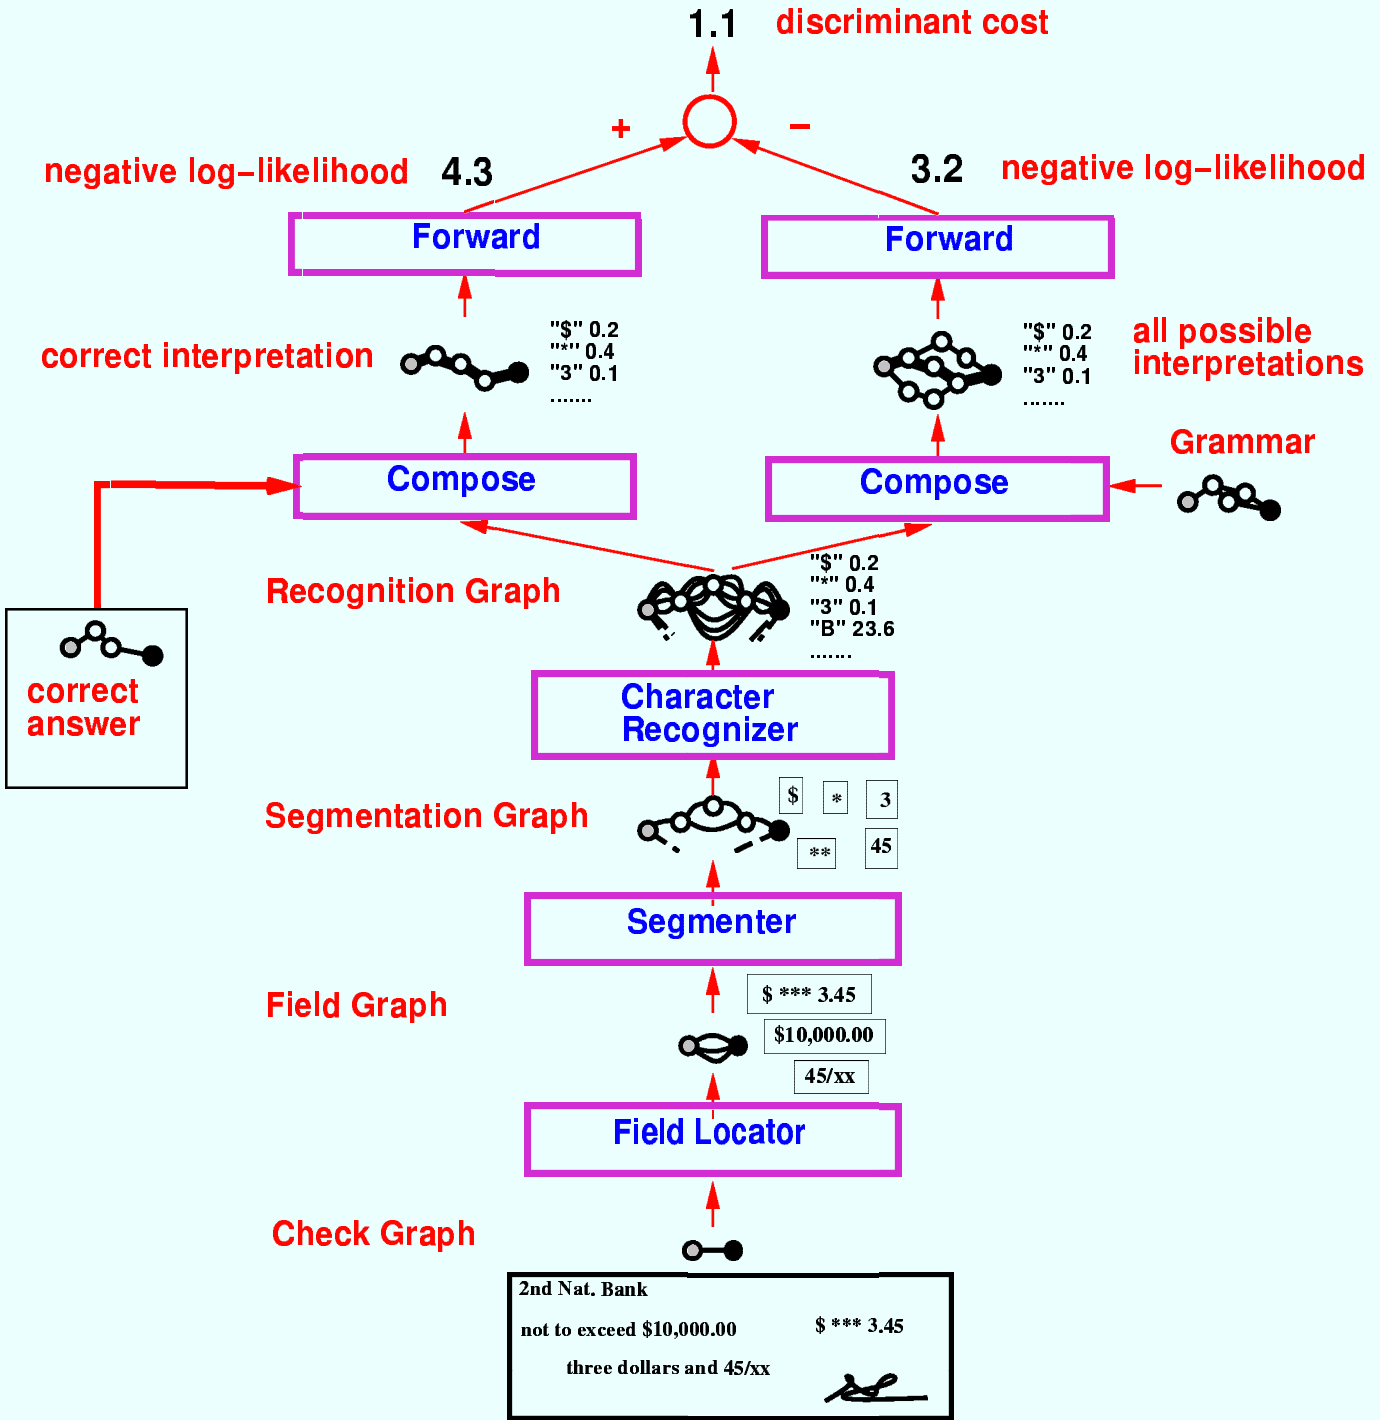 1.1 discriminant cost
+ −
negative log−likelihood 4.3
3.2 negative log−likelihood
Forward
Forward
correct interpretation
"$" 0.2
"*" 0.4
"3" 0.1
.......
"$" 0.2
"*" 0.4
"3" 0.1
.......
all possible
interpretations
Grammar
Compose
Compose
Recognition Graph
"$" 0.2
"*" 0.4
"3" 0.1
"B" 23.6
.......
correct
answer
Character
Recognizer
Segmentation Graph
$ * 3
** 45
Segmenter
Field Graph
$ *** 3.45
$10,000.00
45/xx
Field Locator
Check Graph
2nd Nat. Bank
not to exceed $10,000.00 $ *** 3.45
three dollars and 45/xx